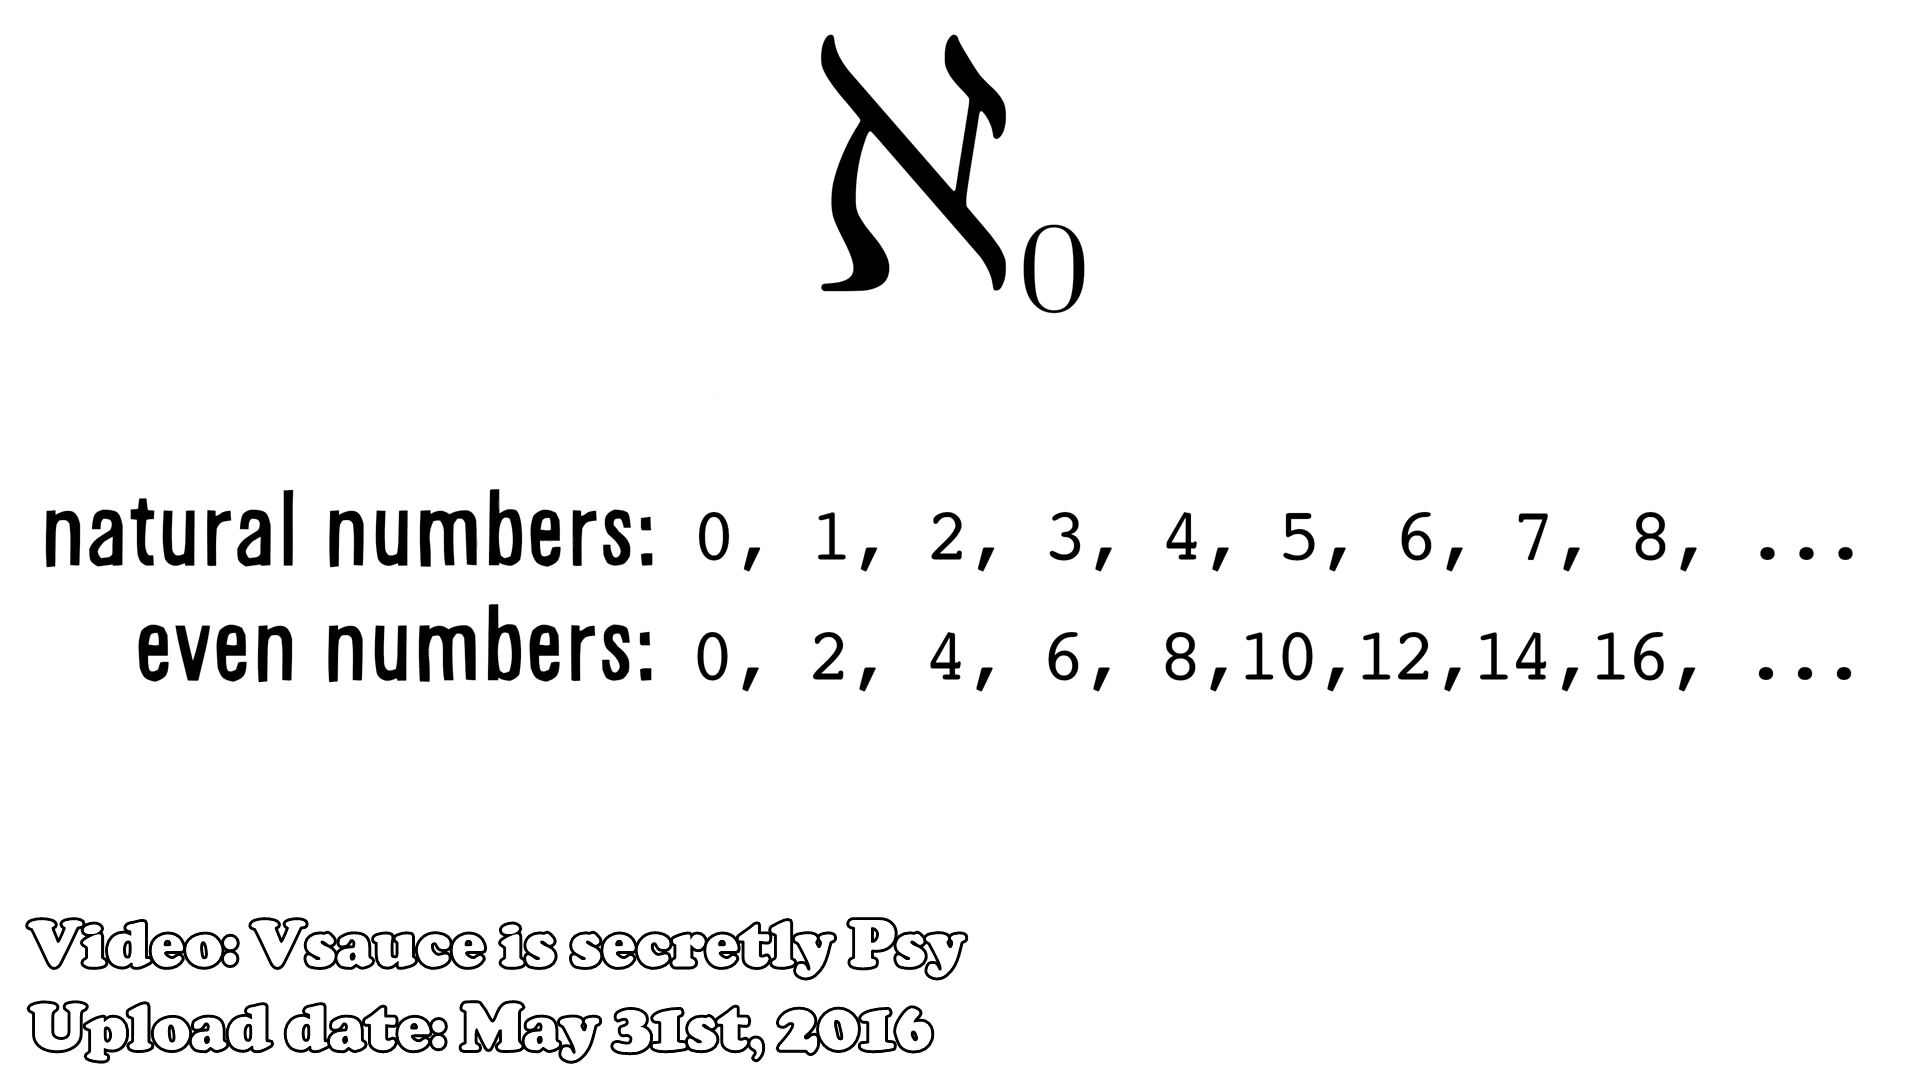 ℵ0
natural numbers: 0, 1, 2, 3, 4, 5, 6, 7, 8, ...
even numbers: 0, 2, 4, 6, 8,10,12,14,16, ...
Video: Vsauce is secretly Psy
Upload date: May 31st, 2016